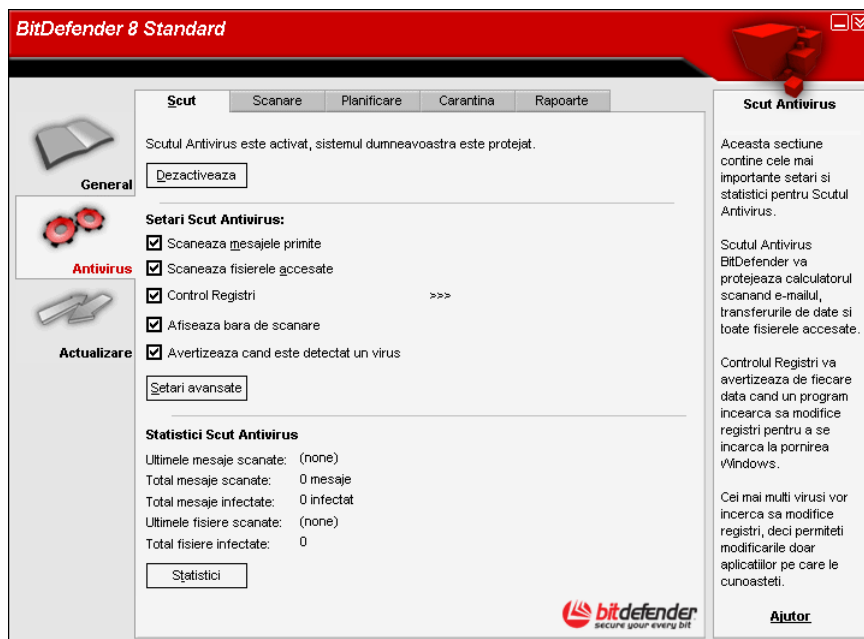 BitDefender 8 Standard
General
Antivirus
Actualizare
Scut
Scanare
Planificare
Carantina
Rapoarte
Scutul Antivirus este activat, sistemul dumneavoastra este protejat.
Dezactiveaza
Setari Scut Antivirus:
Scaneaza mesajele primite
Scaneaza fisierele accesate
Control Registri >>>
Afiseaza bara de scanare
Avertizeaza cand este detectat un virus
Setari avansate
Statistici Scut Antivirus
Ultimele mesaje scanate: (none)
Total mesaje scanate: 0 mesaje
Total mesaje infectate: 0 infectat
Ultimele fisiere scanate: (none)
Total fisiere infectate: 0
Statistici
bitdefender
secure your every bit
Scut Antivirus
Aceasta sectiune
contine cele mai
importante setari si
statistici pentru Scutul
Antivirus.
Scutul Antivirus
BitDefender va
protejeaza calculatorul
scanand e-mailul,
transferurile de date si
toate fisierele accesate.
Controlul Registri va
avertizeaza de fiecare
data cand un program
incearca sa modifice
registri pentru a se
incarca la pornirea
Windows.
Cei mai multi virusi vor
incerca sa modifice
registri, deci permiteti
modificarile doar
aplicatiilor pe care le
cunoasteti.
Ajutor